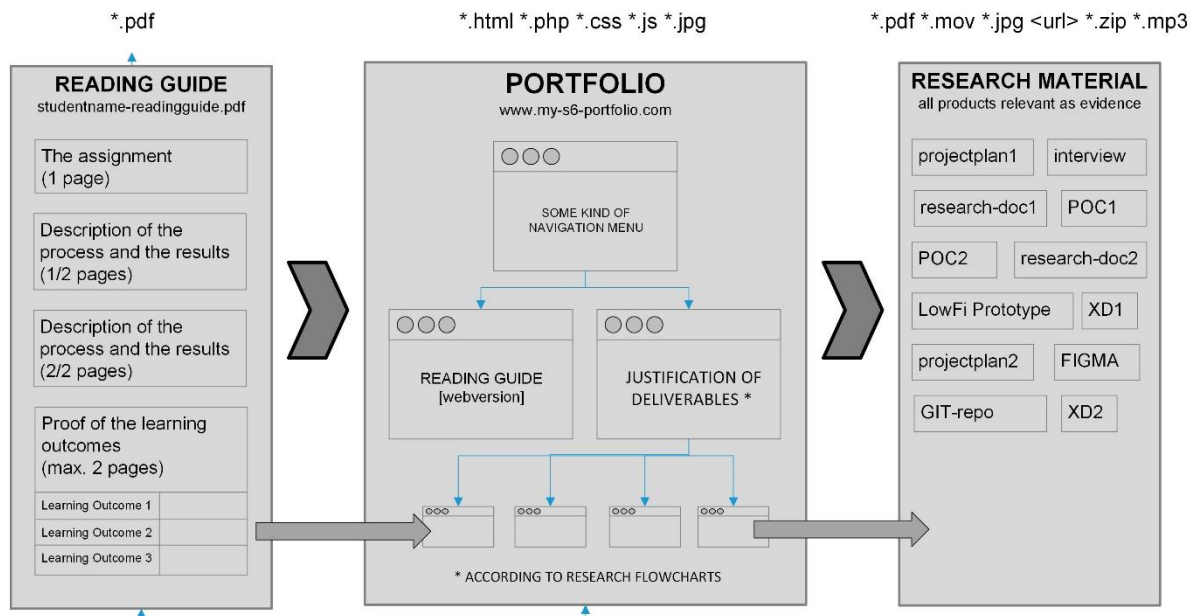 *.pdf
READING GUIDE
studentname-readingguide.pdf
The assignment
(1 page)
Description of the
process and the results
(1/2 pages)
Description of the
process and the results
(2/2 pages)
Proof of the learning
outcomes
(max. 2 pages)
Learning Outcome 1
Learning Outcome 2
Learning Outcome 3
*.html *.php *.css *.js *.jpg
PORTFOLIO
www.my-s6-portfolio.com
SOME KIND OF
NAVIGATION MENU
READING GUIDE
[webversion]
JUSTIFICATION OF
DELIVERABLES *
* ACCORDING TO RESEARCH FLOWCHARTS
*.pdf *.mov *.jpg <url> *.zip *.mp3
RESEARCH MATERIAL
all products relevant as evidence
projectplan1
interview
research-doc1
POC1
POC2
research-doc2
LowFi Prototype
XD1
projectplan2
FIGMA
GIT-repo
XD2